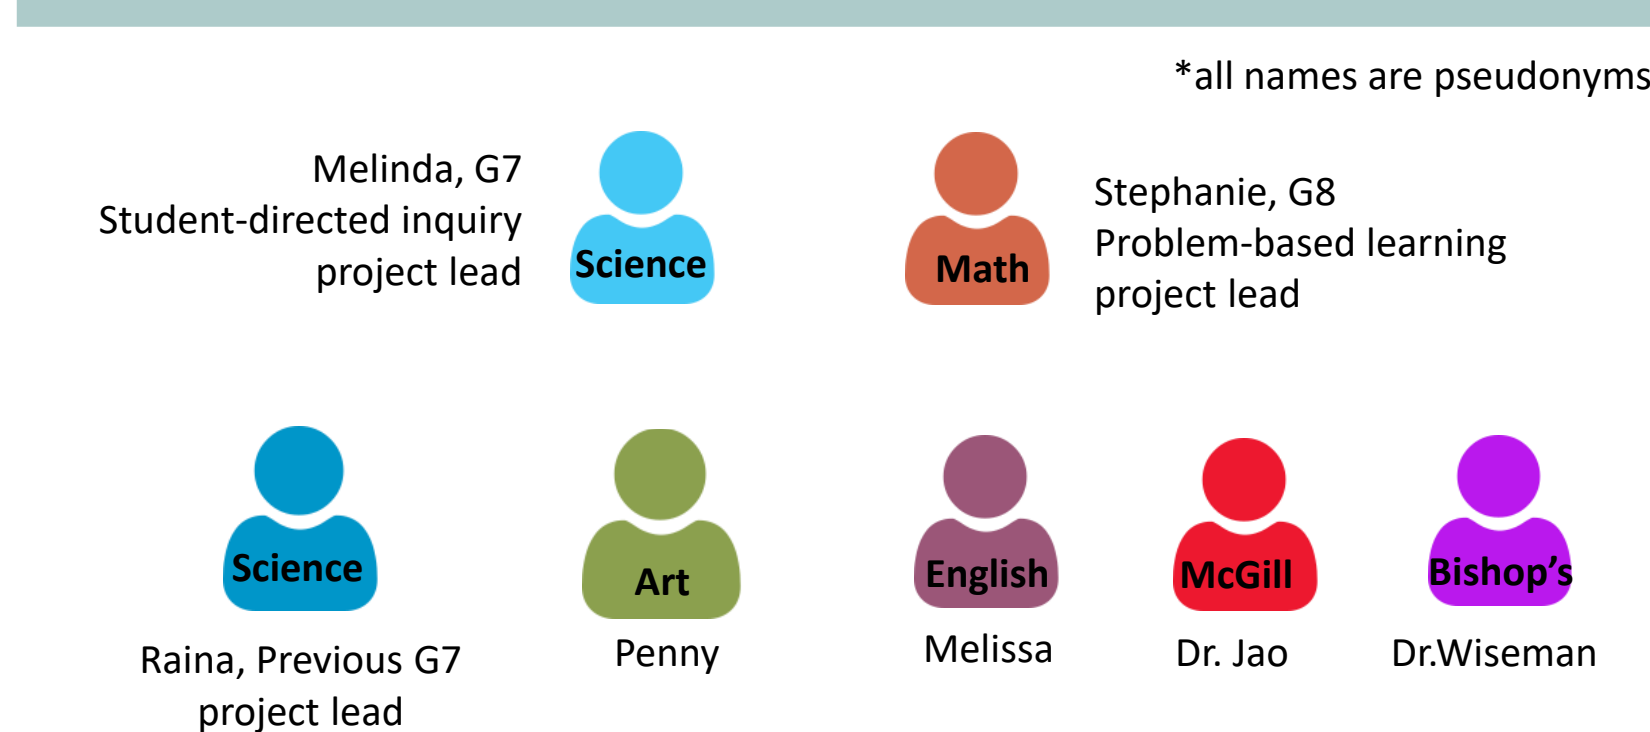 *all names are pseudonyms
Melinda, G7
Student-directed inquiry
project lead
Science
Math
Stephanie, G8
Problem-based learning
project lead
Science
Raina, Previous G7
project lead
Art
Penny
English
Melissa
McGill
Dr. Jao
Bishop’s
Dr.Wiseman